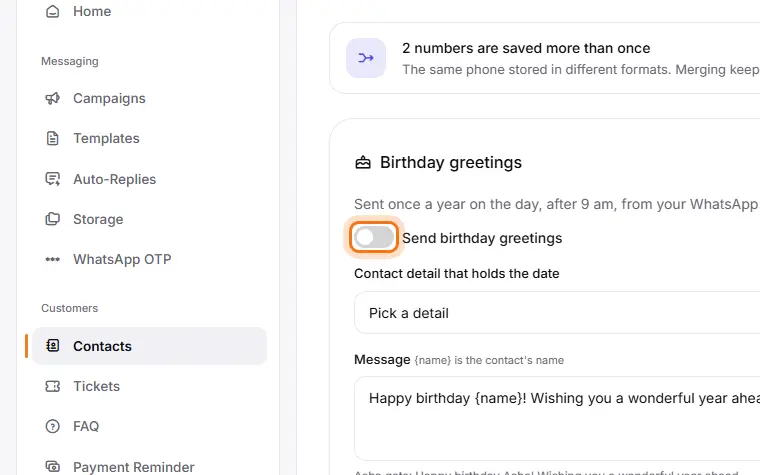 Home
Messaging
Campaigns
Templates
Auto-Replies
Storage
WhatsApp OTP
Customers
Contacts
Tickets
FAQ
Payment Reminder
2 numbers are saved more than once
The same phone stored in different formats. Merging keep
Birthday greetings
Sent once a year on the day, after 9 am, from your WhatsApp
Send birthday greetings
Contact detail that holds the date
Pick a detail
Message {name} is the contact's name
Happy birthday {name}! Wishing you a wonderful year ahea